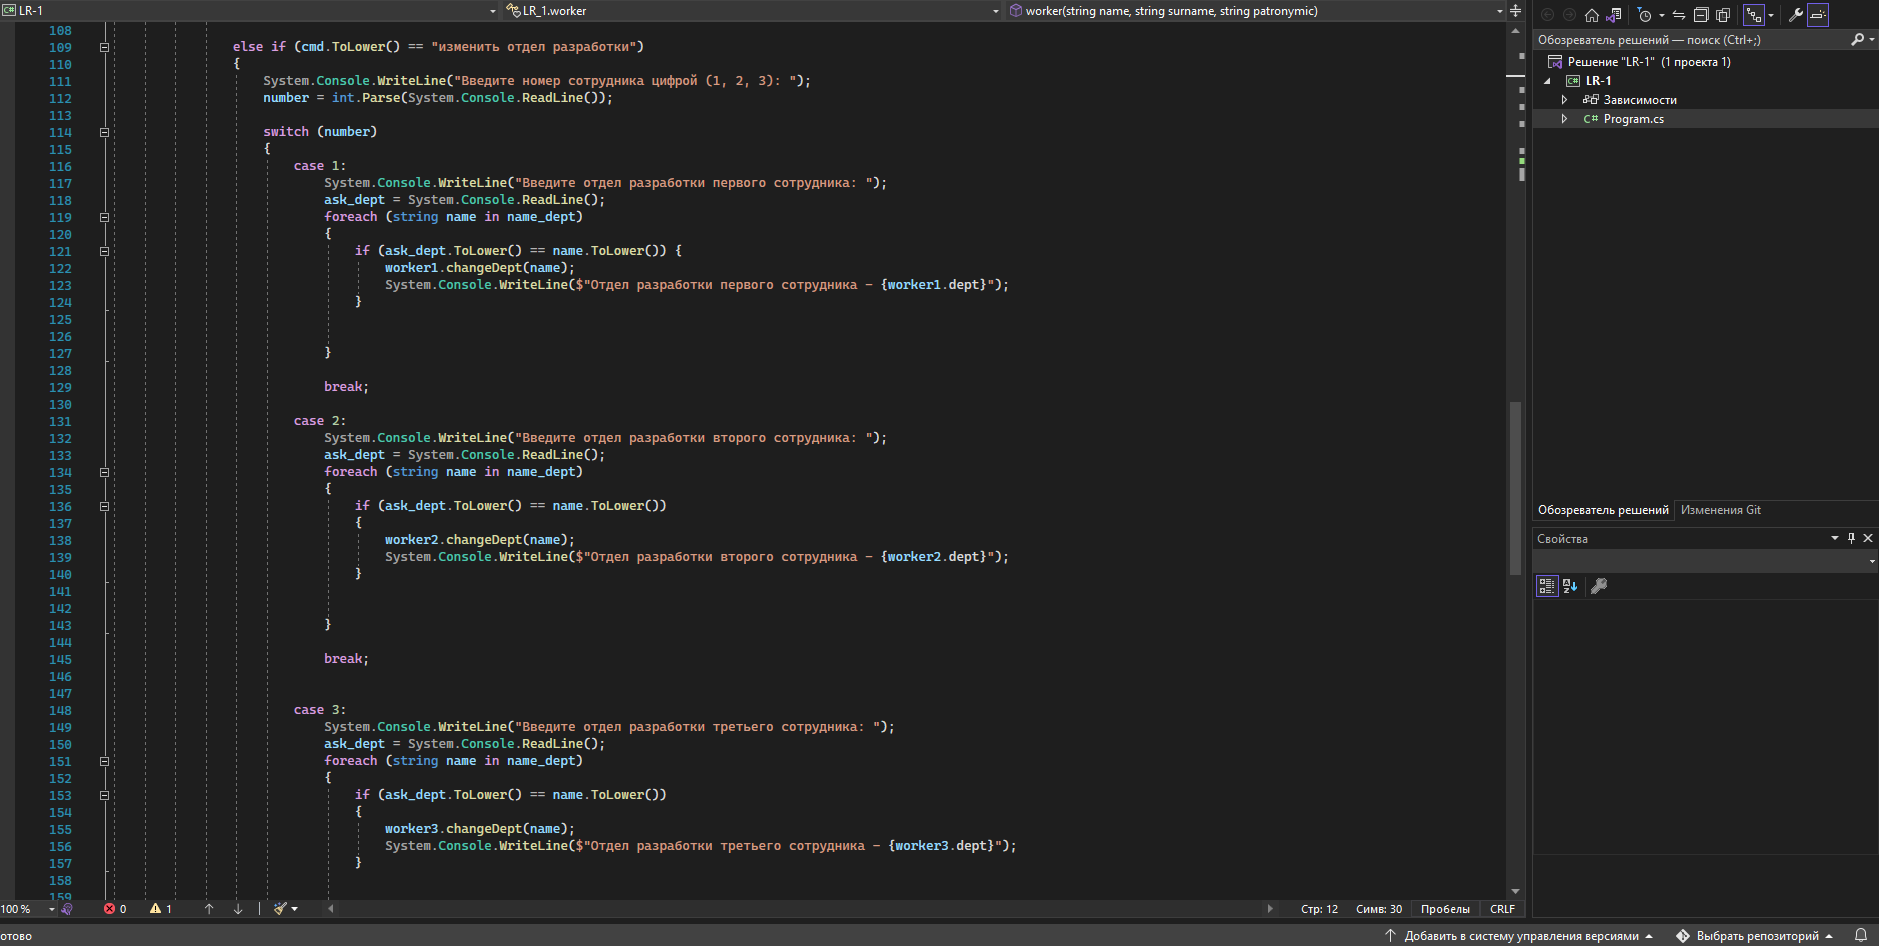 LR-1
LR_1.worker
worker(string name, string surname, string patronymic)
108
109 else if (cmd.ToLower() == "изменить отдел разработки")
110 {
111 System.Console.WriteLine("Введите номер сотрудника цифрой (1, 2, 3): ");
112 number = int.Parse(System.Console.ReadLine());
113
114 switch (number)
115 {
116 case 1:
117 System.Console.WriteLine("Введите отдел разработки первого сотрудника: ");
118 ask_dept = System.Console.ReadLine();
119 foreach (string name in name_dept)
120 {
121 if (ask_dept.ToLower() == name.ToLower()) {
122 worker1.changeDept(name);
123 System.Console.WriteLine($"Отдел разработки первого сотрудника - {worker1.dept}");
124 }
125
126
127 }
128
129 break;
130
131 case 2:
132 System.Console.WriteLine("Введите отдел разработки второго сотрудника: ");
133 ask_dept = System.Console.ReadLine();
134 foreach (string name in name_dept)
135 {
136 if (ask_dept.ToLower() == name.ToLower())
137 {
138 worker2.changeDept(name);
139 System.Console.WriteLine($"Отдел разработки второго сотрудника - {worker2.dept}");
140 }
141
142
143 }
144
145 break;
146
147
148 case 3:
149 System.Console.WriteLine("Введите отдел разработки третьего сотрудника: ");
150 ask_dept = System.Console.ReadLine();
151 foreach (string name in name_dept)
152 {
153 if (ask_dept.ToLower() == name.ToLower())
154 {
155 worker3.changeDept(name);
156 System.Console.WriteLine($"Отдел разработки третьего сотрудника - {worker3.dept}");
157 }
158
159
100 %
0
1
Стр: 12
Симв: 30
Пробелы
CRLF
Обозреватель решений — поиск (Ctrl+;)
Решение "LR-1" (1 проекта 1)
C# LR-1
Зависимости
C# Program.cs
Обозреватель решений
Изменения Git
Свойства
отово
Добавить в систему управления версиями
Выбрать репозиторий